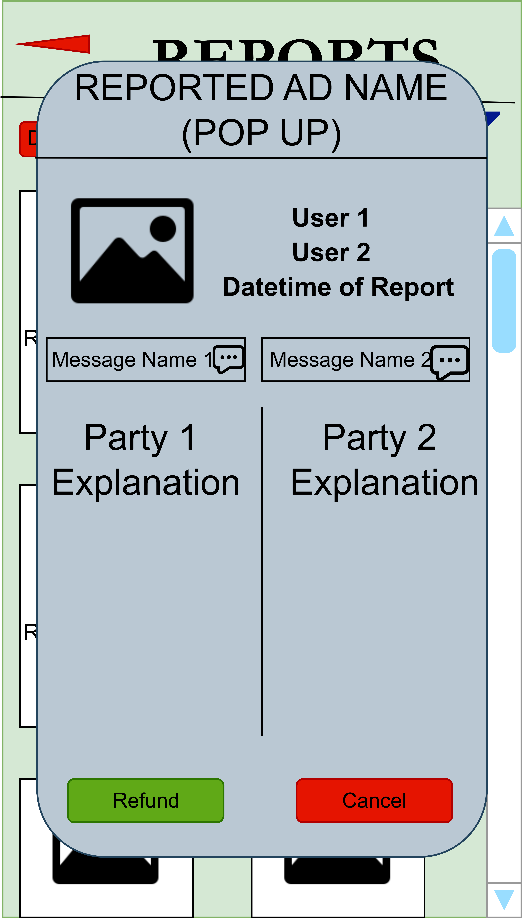 REPORTS
REPORTED AD NAME
(POP UP)
D
User 1
User 2
Datetime of Report
R
Message Name 1
Message Name 2
Party 1
Explanation
Party 2
Explanation
R
Refund
Cancel